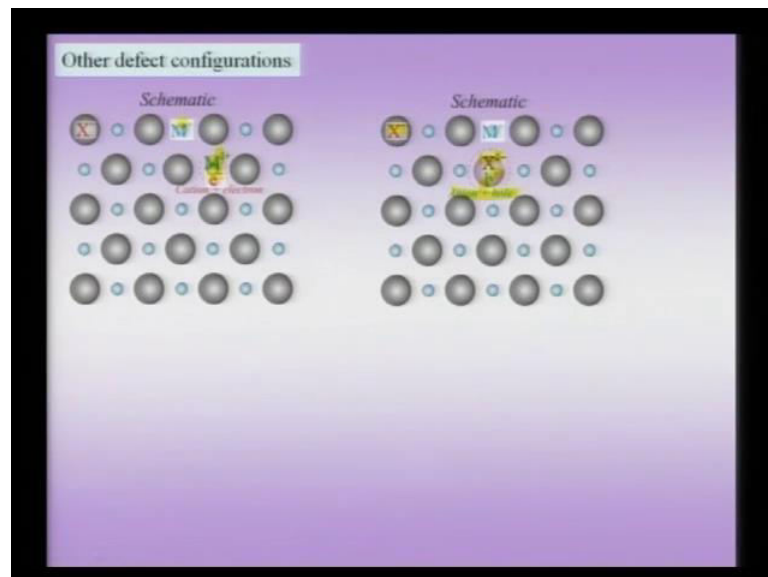 Other defect configurations
Schematic
Schematic
X
M
X
M
Cation + electron